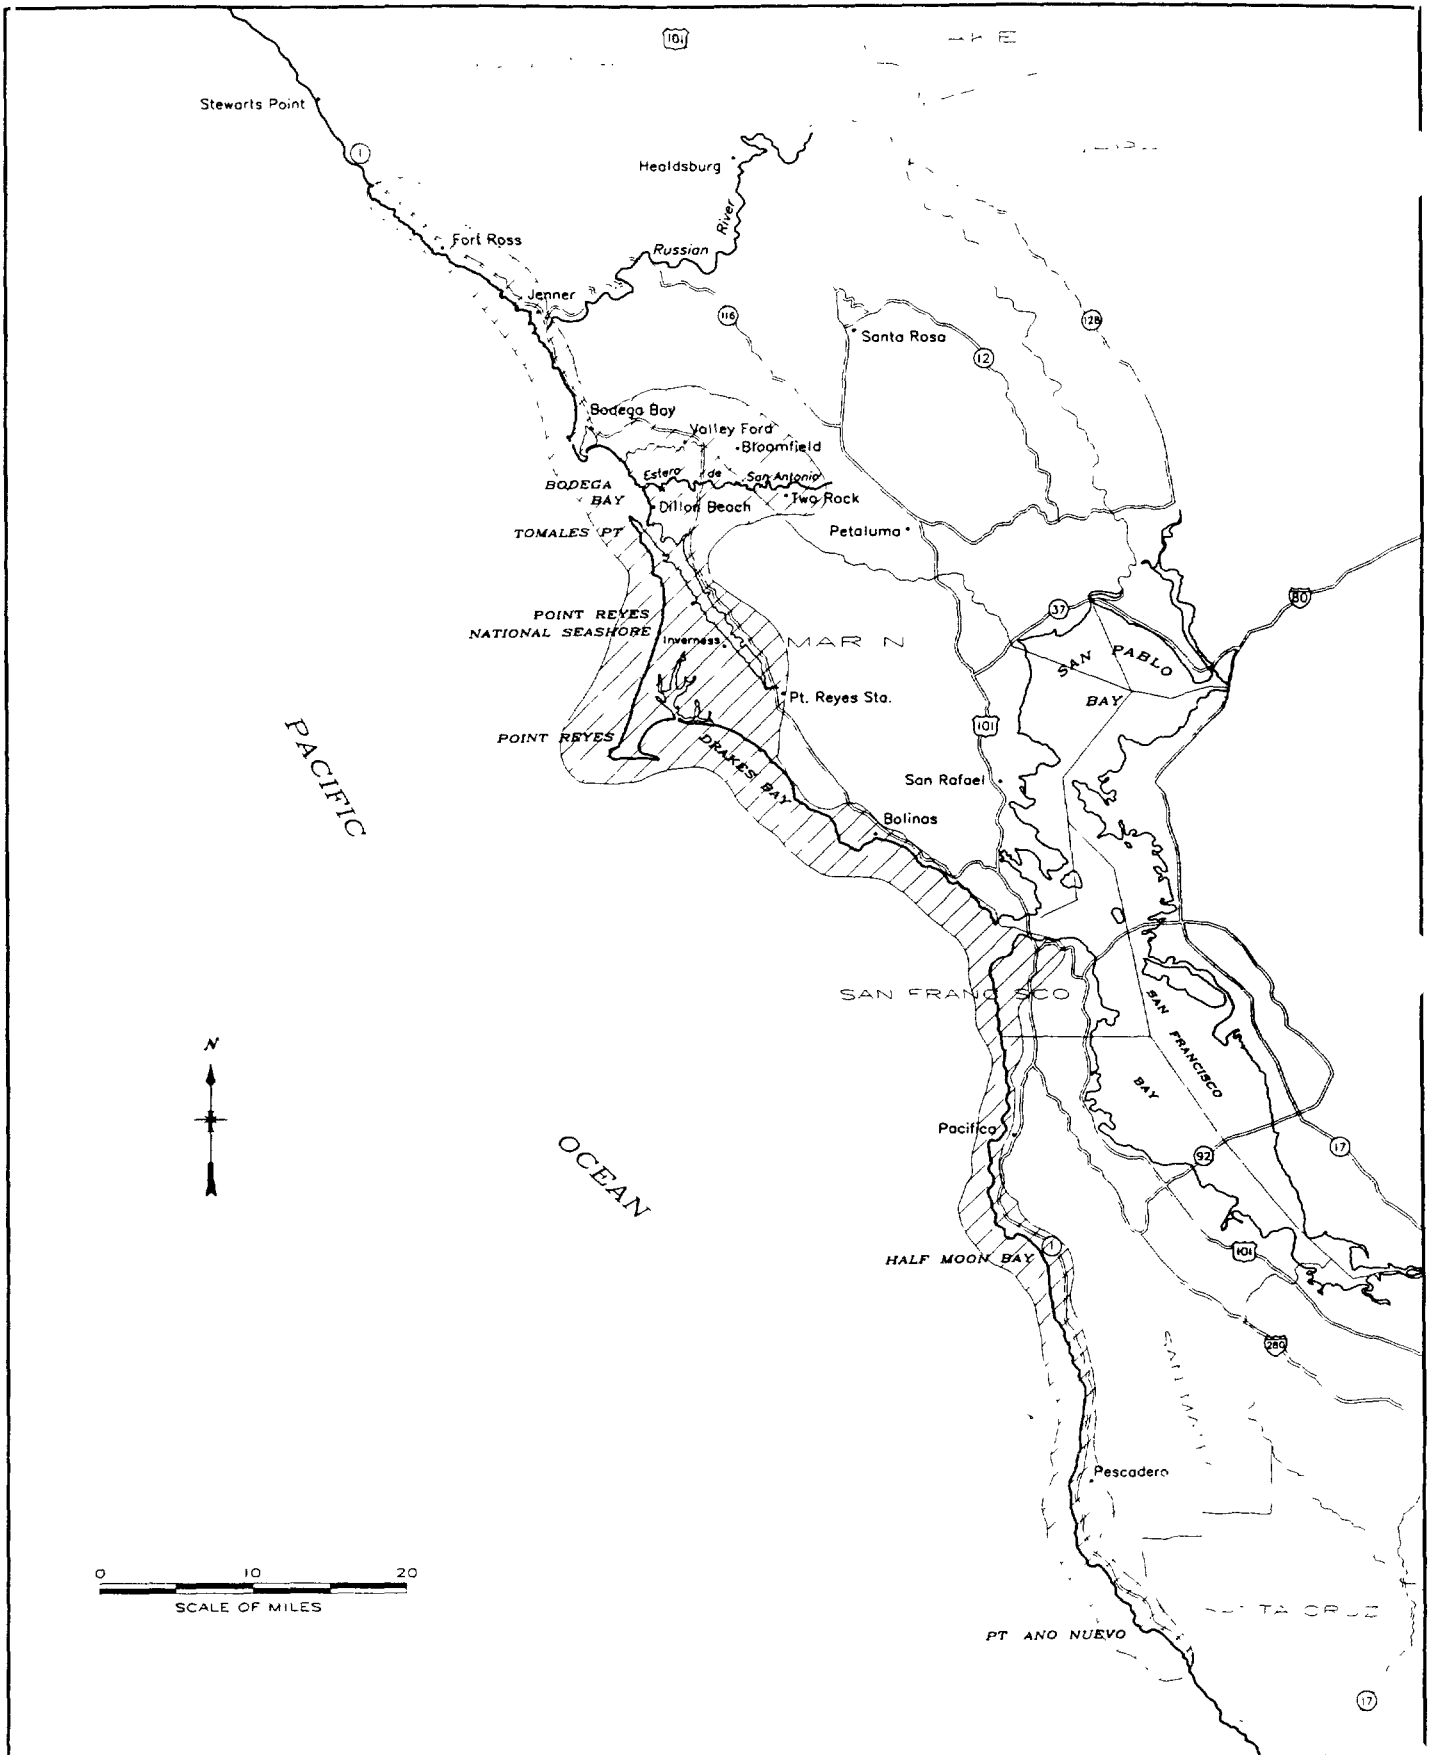 101
Stewarts Point
1
Healdsburg
River
Fort Ross
Russian
Jenner
116
128
Santa Rosa
12
Bodega Bay
Valley Ford
Broomfield
Estero de San Antonio
BODEGA
BAY
Two Rock
Dillon Beach
TOMALES PT
Petaluma
80
37
POINT REYES
NATIONAL SEASHORE
Inverness
MAR N
SAN PABLO
BAY
Pt. Reyes Sta.
101
POINT REYES
DRAKES BAY
PACIFIC
San Rafael
Bolinas
SAN FRANC SCO
SAN FRANCISCO
BAY
N
Pacifica
OCEAN
92
17
1
HALF MOON BAY
101
280
Pescadero
0 10 20
SCALE OF MILES
PT ANO NUEVO
17